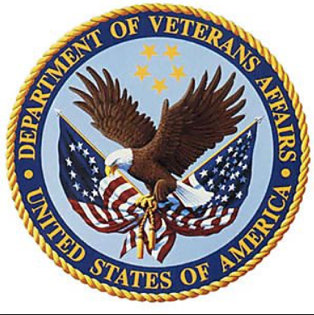 DEPARTMENT OF VETERANS AFFAIRS
UNITED STATES OF AMERICA